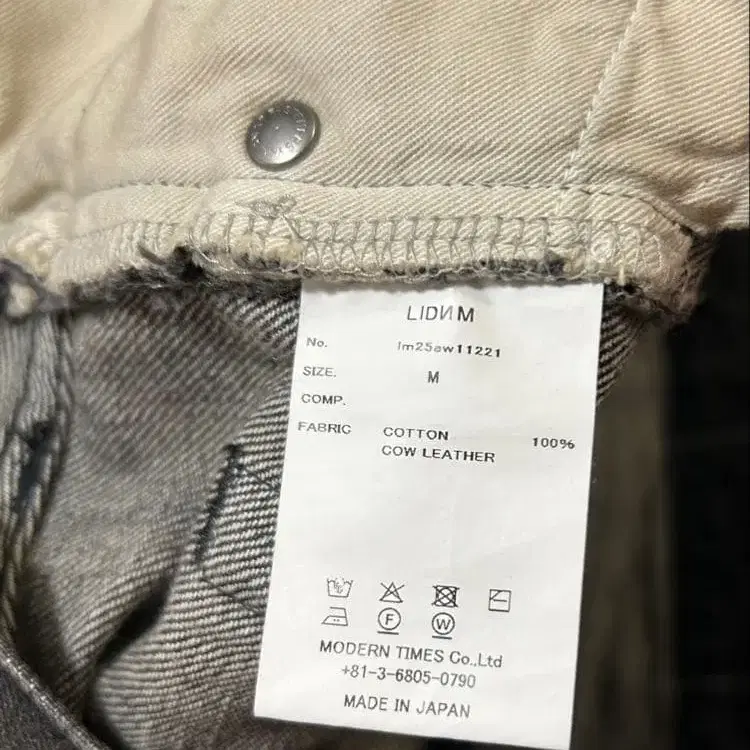 LIDИM
No. lm25aw11221
SIZE. M
COMP.
FABRIC COTTON 100%
COW LEATHER
F W
MODERN TIMES Co.,Ltd
+81-3-6805-0790
MADE IN JAPAN